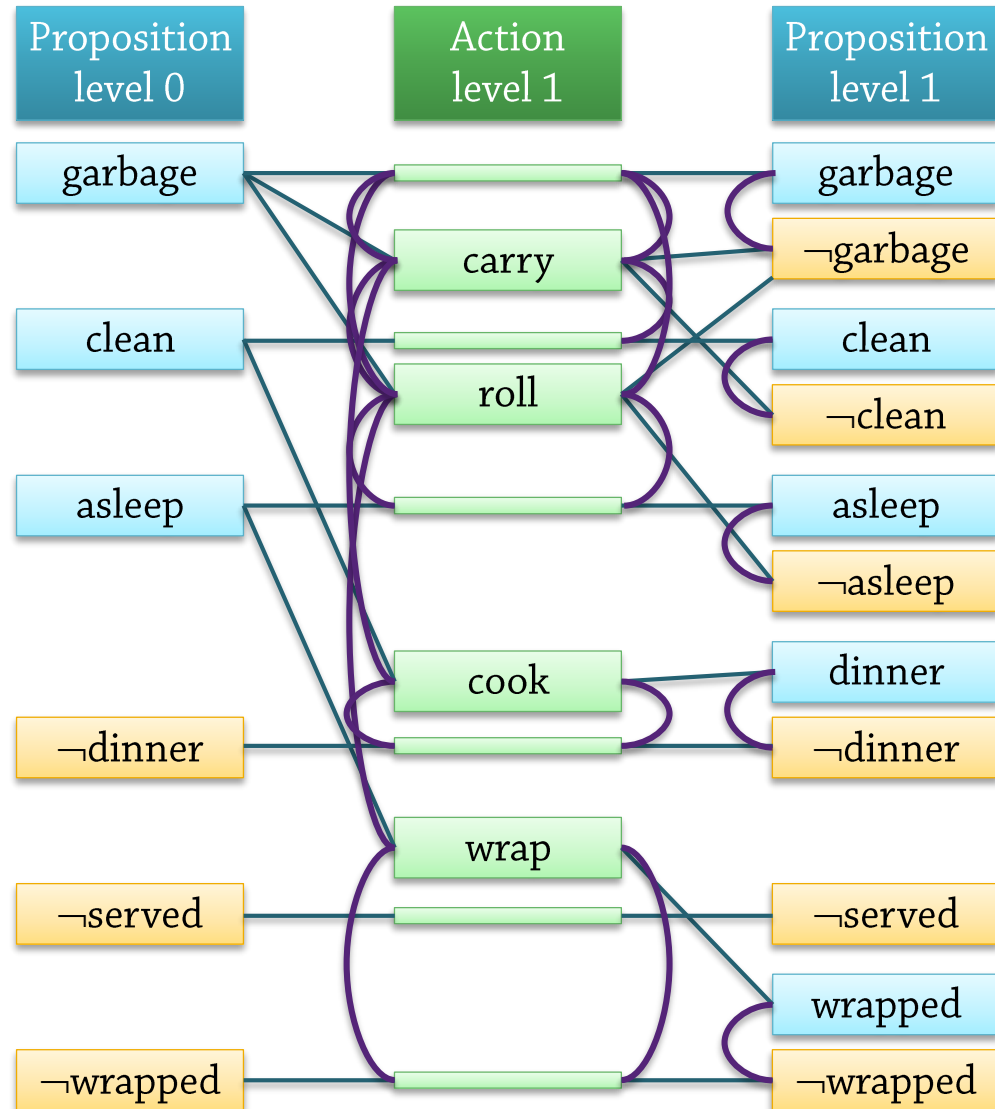 Proposition
level 0
Action
level 1
Proposition
level 1
garbage
garbage
¬garbage
carry
clean
clean
roll
¬clean
asleep
asleep
¬asleep
cook
dinner
¬dinner
¬dinner
wrap
¬served
¬served
wrapped
¬wrapped
¬wrapped